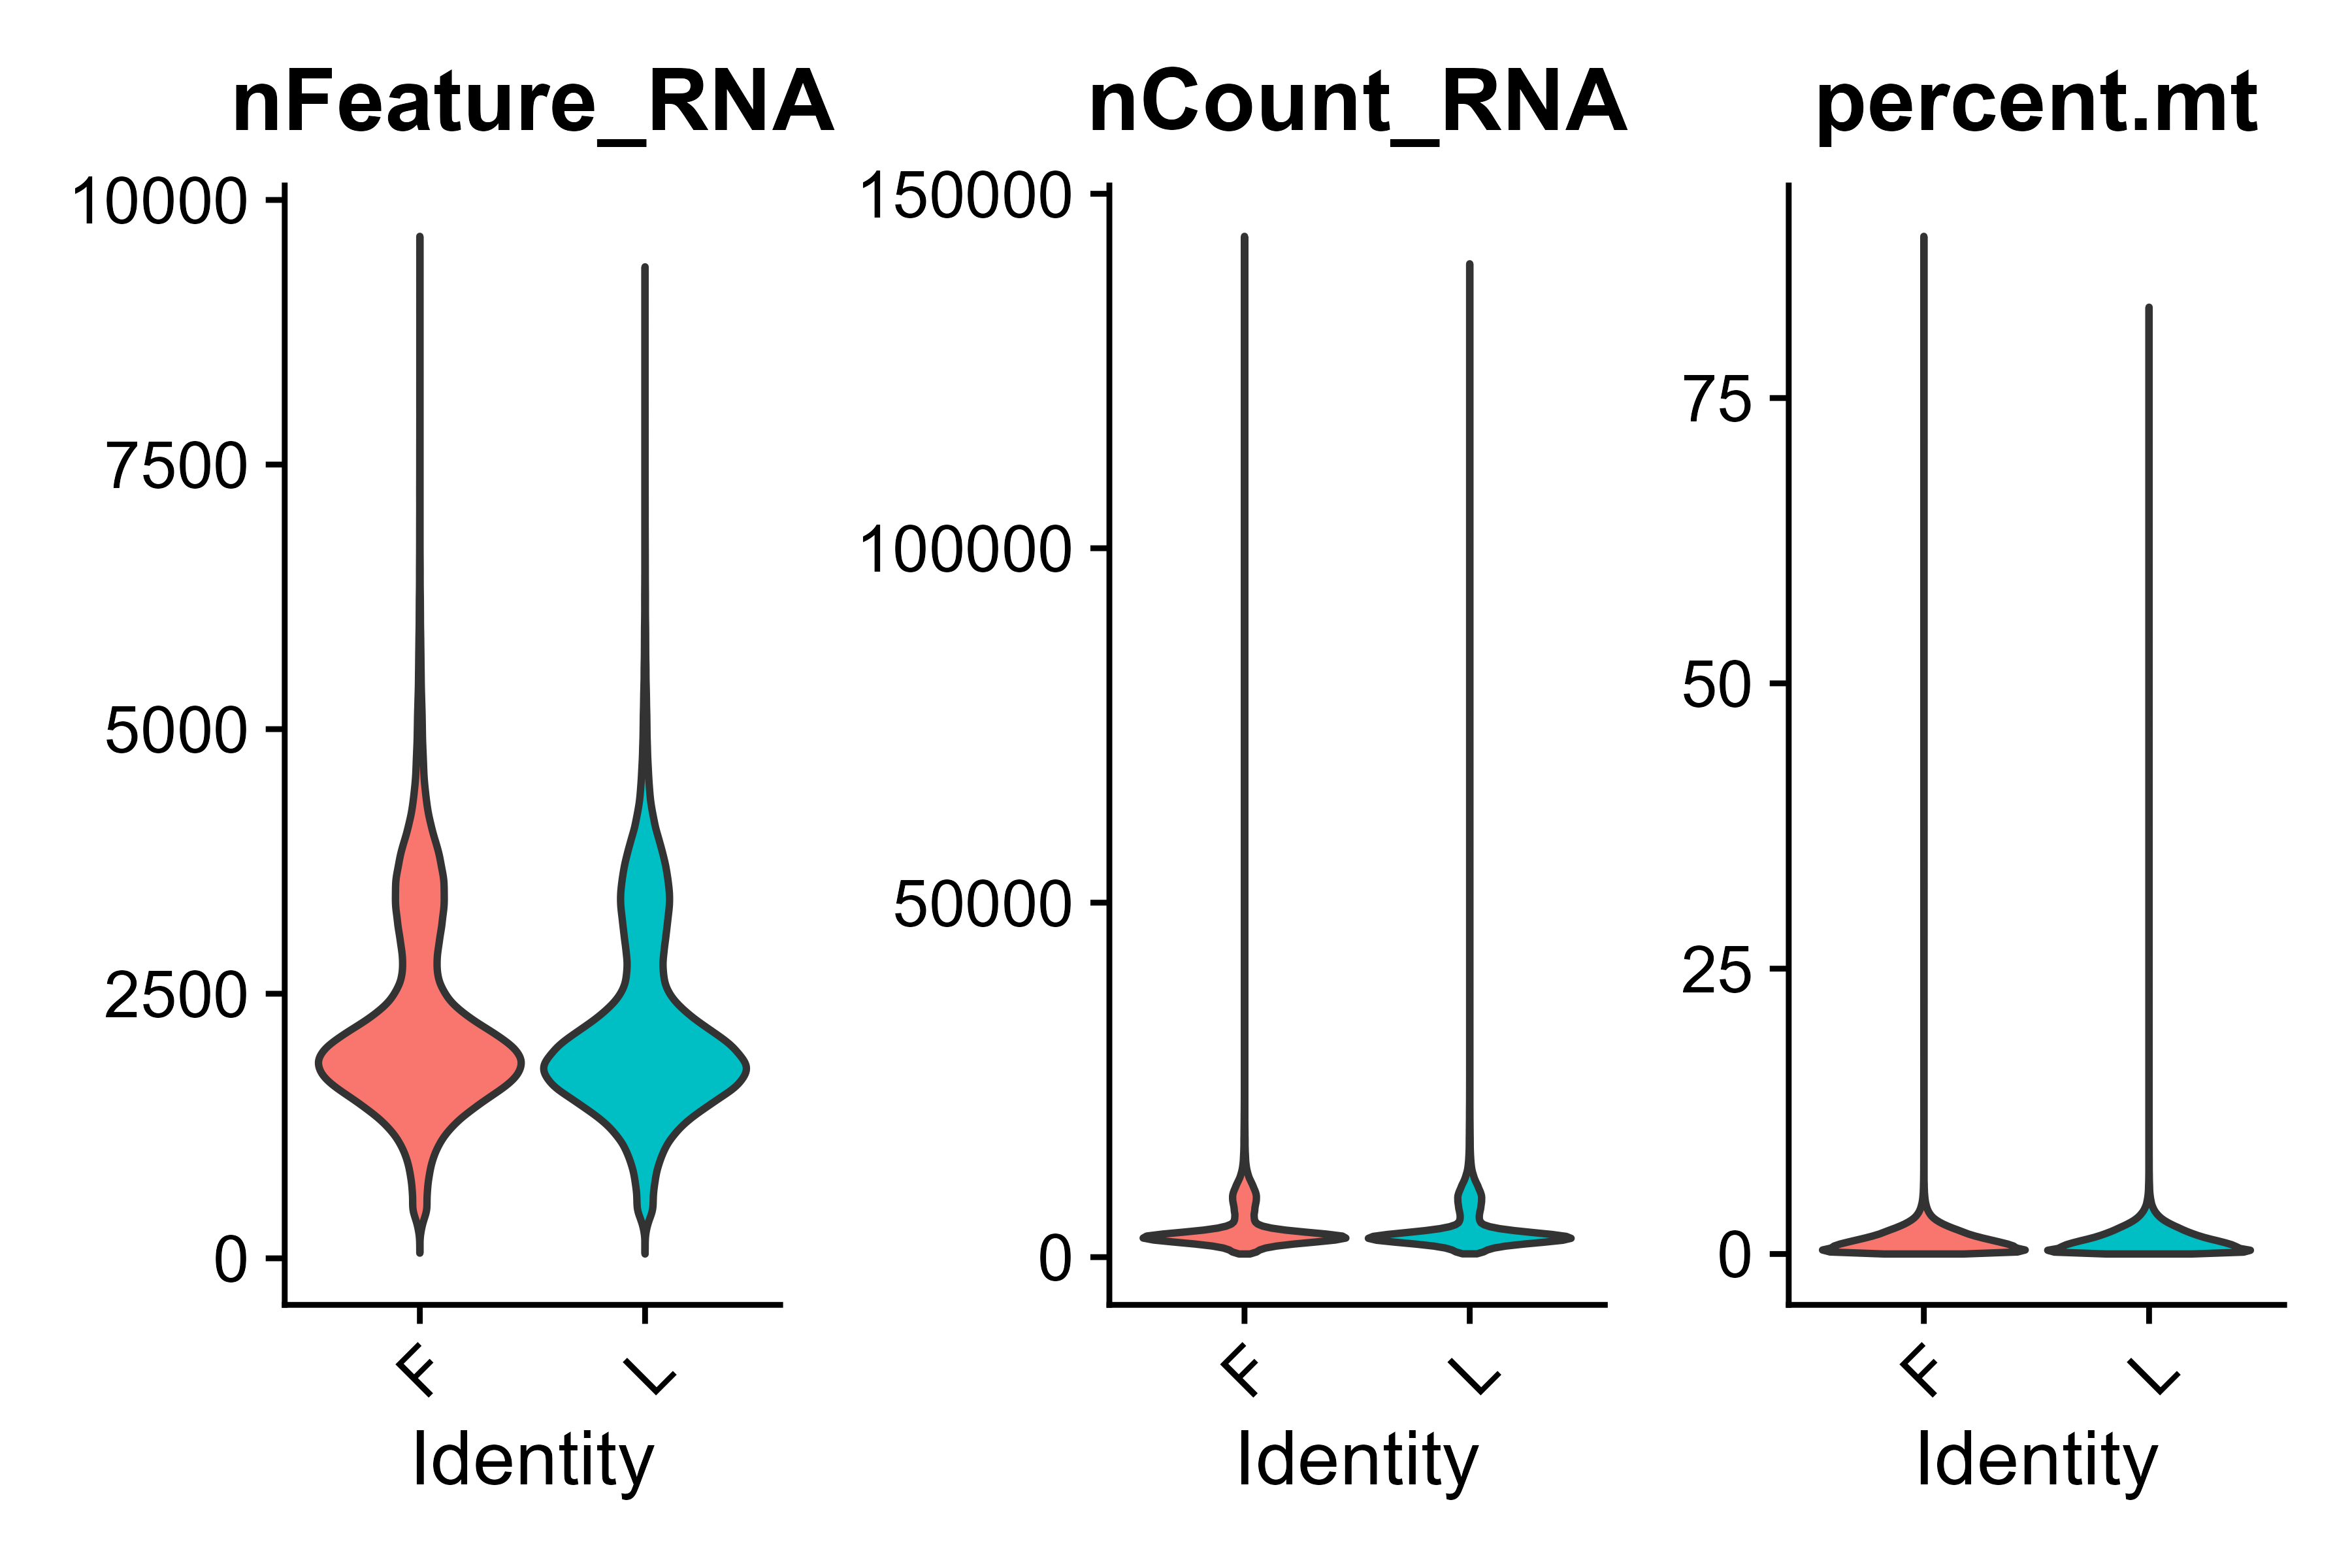 nFeature_RNA
10000
7500
5000
2500
0
F
L
Identity
nCount_RNA
150000
100000
50000
0
F
L
Identity
percent.mt
75
50
25
0
F
L
Identity